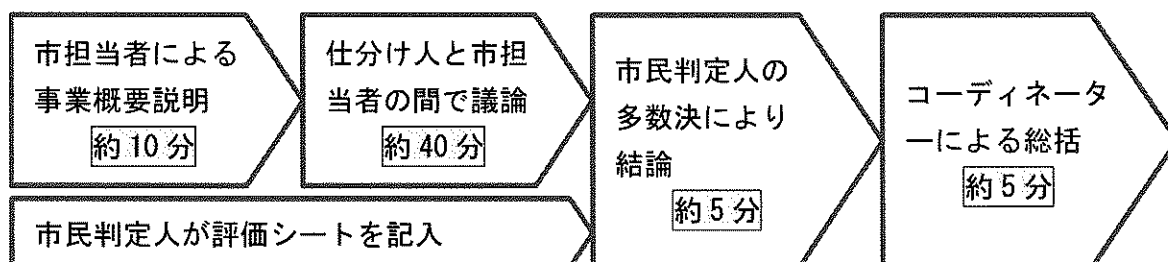 市担当者による
事業概要説明
約10分
仕分け人と市担
当者の間で議論
約40分
市民判定人が評価シートを記入
市民判定人の
多数決により
結論
約5分
コーディネータ
ーによる総括
約5分